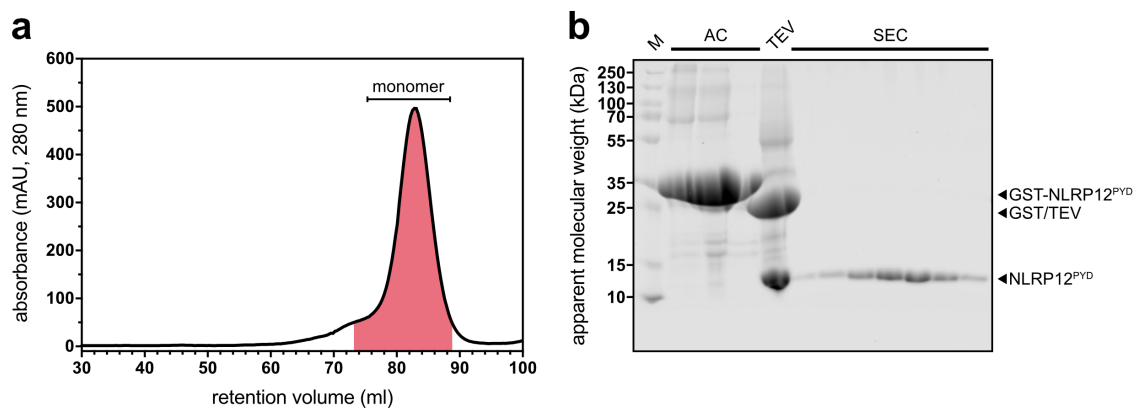 a
absorbance (mAU, 280 nm)
600
500
400
300
200
100
0
monomer
30 40 50 60 70 80 90 100
retention volume (ml)
b
M AC TEV SEC
apparent molecular weight (kDa)
250
130
100
70
55
35
25
15
10
◄GST-NLRP12ᴾʸᴰ
◄GST/TEV
◄NLRP12ᴾʸᴰ